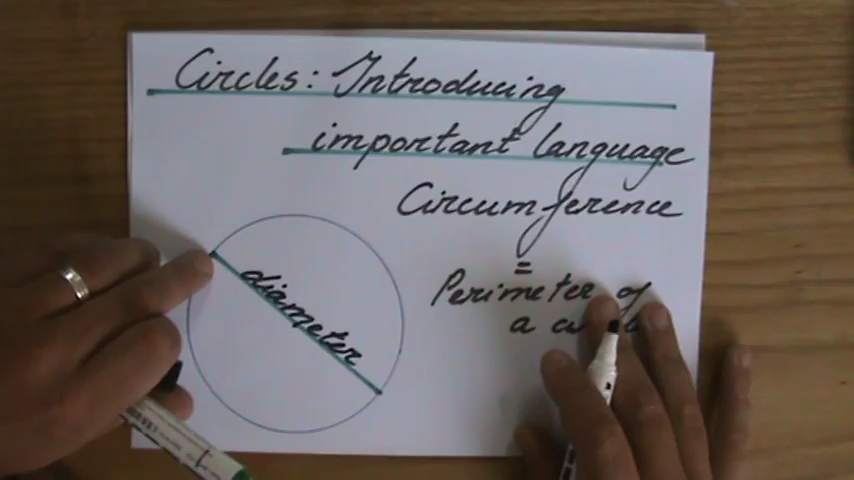 Circles: Introducing
important language
Circumference
=
Perimeter of
a
diameter